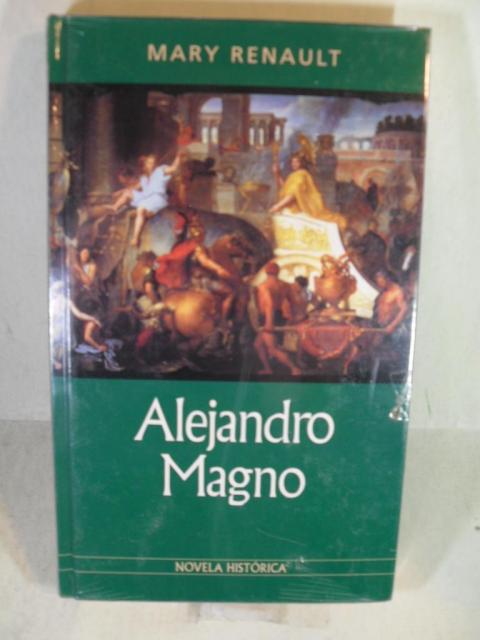 MARY RENAULT
Alejandro
Magno
NOVELA HISTÓRICA